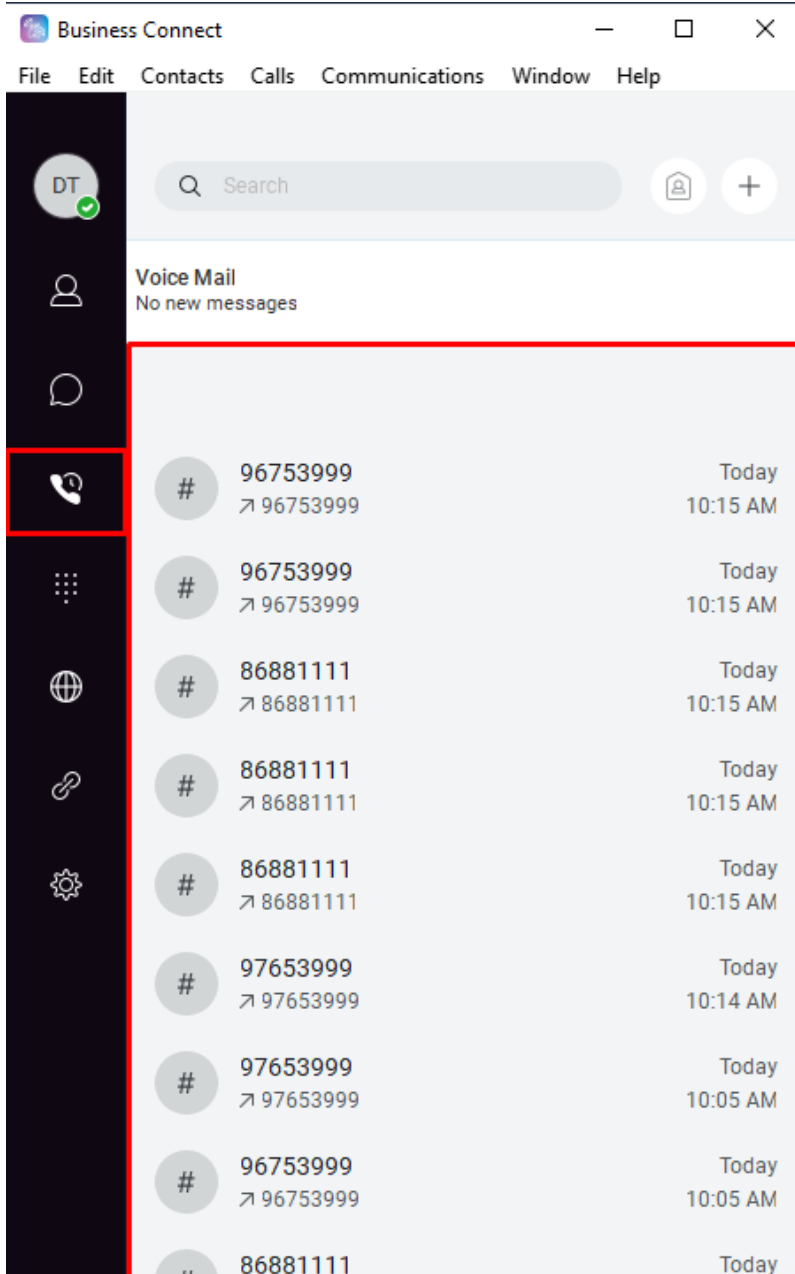 Business Connect
File Edit Contacts Calls Communications Window Help
DT
Search
Voice Mail
No new messages
# 96753999 Today
96753999 10:15 AM
# 96753999 Today
96753999 10:15 AM
# 86881111 Today
86881111 10:15 AM
# 86881111 Today
86881111 10:15 AM
# 86881111 Today
86881111 10:15 AM
# 97653999 Today
97653999 10:14 AM
# 97653999 Today
97653999 10:05 AM
# 96753999 Today
96753999 10:05 AM
# 86881111 Today